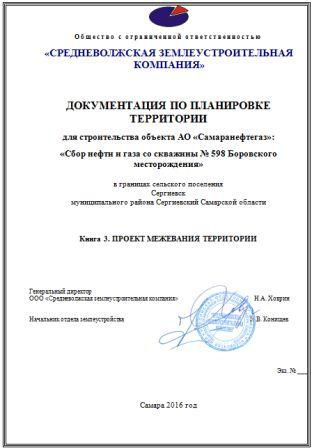 Общество с ограниченной ответственностью
«СРЕДНЕВОЛЖСКАЯ ЗЕМЛЕУСТРОИТЕЛЬНАЯ
КОМПАНИЯ»
ДОКУМЕНТАЦИЯ ПО ПЛАНИРОВКЕ
ТЕРРИТОРИИ
для строительства объекта АО «Самаранефтегаз»:
«Сбор нефти и газа со скважины № 598 Боровского
месторождения»
в границах сельского поселения
Сергиевск
муниципального района Сергиевский Самарской области
Книга 3. ПРОЕКТ МЕЖЕВАНИЯ ТЕРРИТОРИИ
Генеральный директор
ООО «Средневолжская землеустроительная компания» Н.А. Ховрин
Начальник отдела землеустройства В. Конищев
Экз. № ___
Самара 2016 год